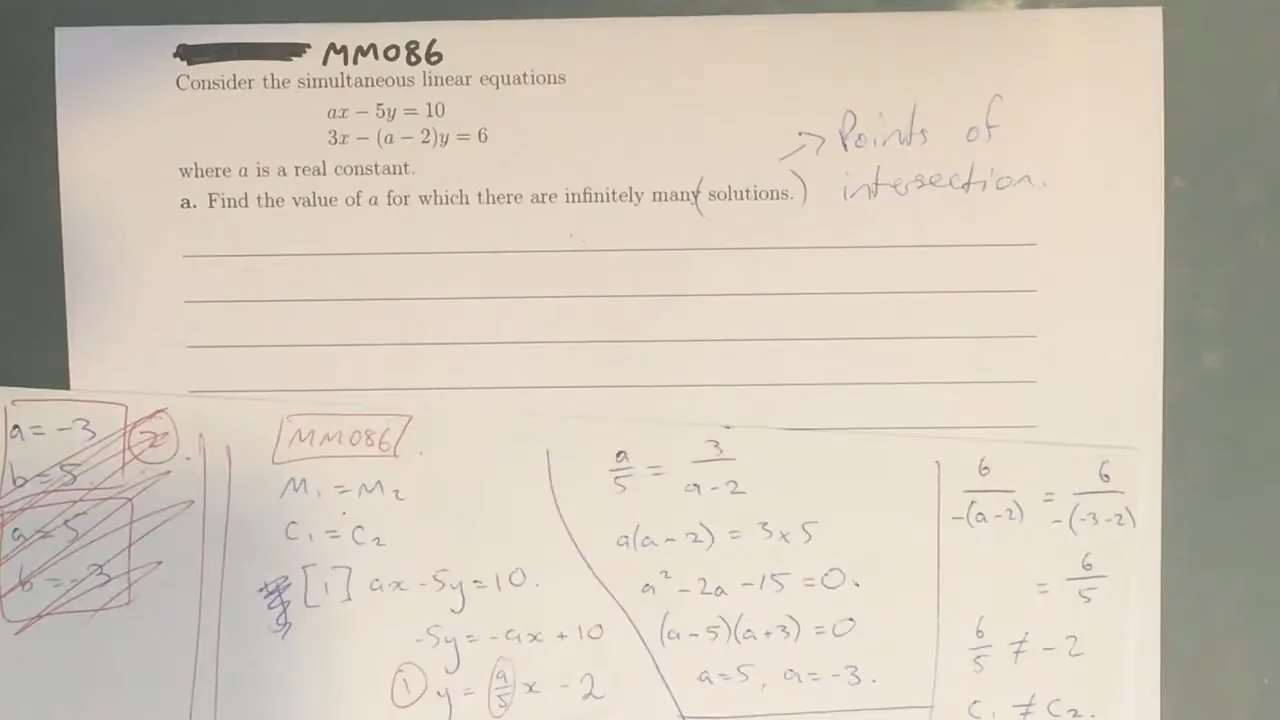 MM086
Consider the simultaneous linear equations
ax − 5y = 10
3x − (a − 2)y = 6
where a is a real constant.
a. Find the value of a for which there are infinitely many (solutions.)
→ Points of
intersection.
a = -3
b = 5
2
a = 5
b = -3
MM086
M₁ = M₂
C₁ = C₂
[1] ax - 5y = 10.
-5y = -ax + 10
① y = (a/5)x - 2
a/5 = 3/(a-2)
a(a-2) = 3×5
a² - 2a - 15 = 0.
(a-5)(a+3) = 0
a=5, a=-3.
6/-(a-2) = 6/-(-3-2)
= 6/5
6/5 ≠ -2
C₁ ≠ C₂.